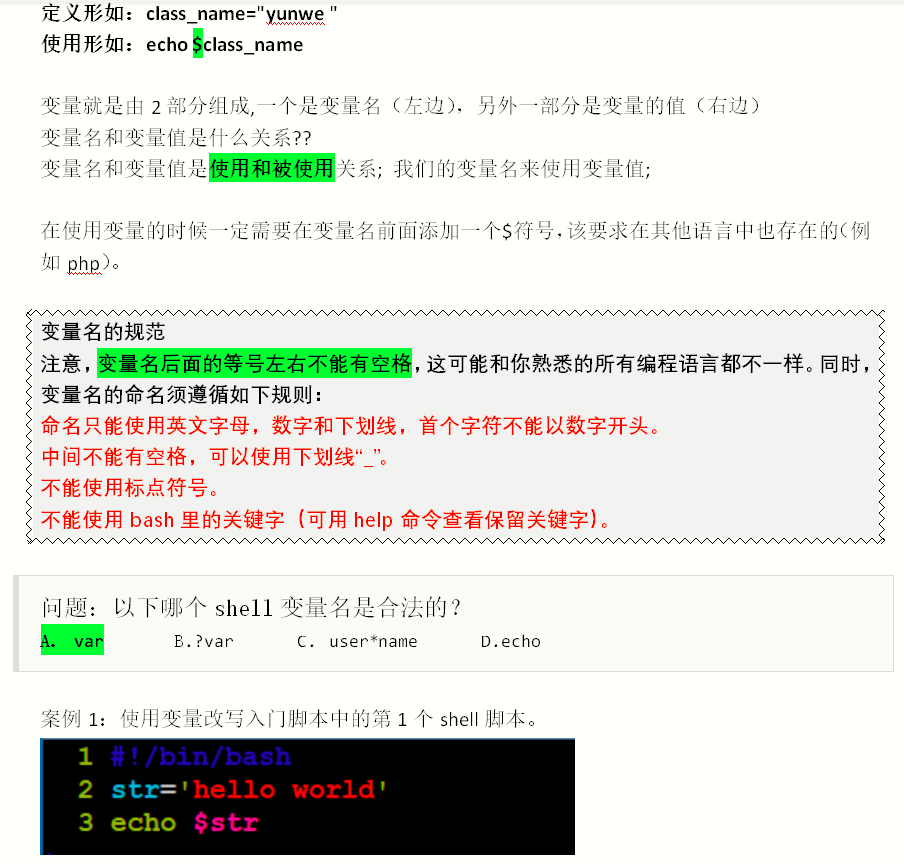 定义形如：class_name="yunwe "
使用形如：echo $class_name
变量就是由 2 部分组成,一个是变量名（左边），另外一部分是变量的值（右边）
变量名和变量值是什么关系??
变量名和变量值是使用和被使用关系; 我们的变量名来使用变量值;
在使用变量的时候一定需要在变量名前面添加一个$符号，该要求在其他语言中也存在的（例
如 php）。
变量名的规范
注意，变量名后面的等号左右不能有空格，这可能和你熟悉的所有编程语言都不一样。同时，
变量名的命名须遵循如下规则：
命名只能使用英文字母，数字和下划线，首个字符不能以数字开头。
中间不能有空格，可以使用下划线“_”。
不能使用标点符号。
不能使用 bash 里的关键字（可用 help 命令查看保留关键字）。
问题：以下哪个 shell 变量名是合法的？
A. var B.?var C. user*name D.echo
案例 1：使用变量改写入门脚本中的第 1 个 shell 脚本。
1 #!/bin/bash
2 str='hello world'
3 echo $str